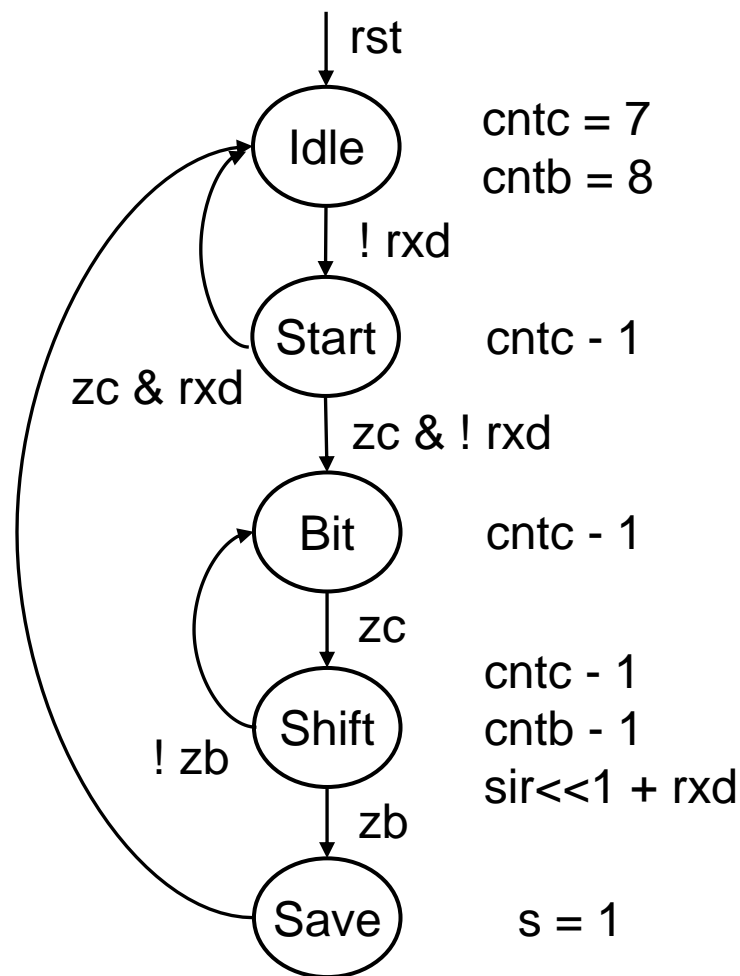 rst
Idle
cntc = 7
cntb = 8
! rxd
Start
cntc - 1
zc & rxd
zc & ! rxd
Bit
cntc - 1
zc
Shift
cntc - 1
cntb - 1
sir<<1 + rxd
! zb
zb
Save
s = 1